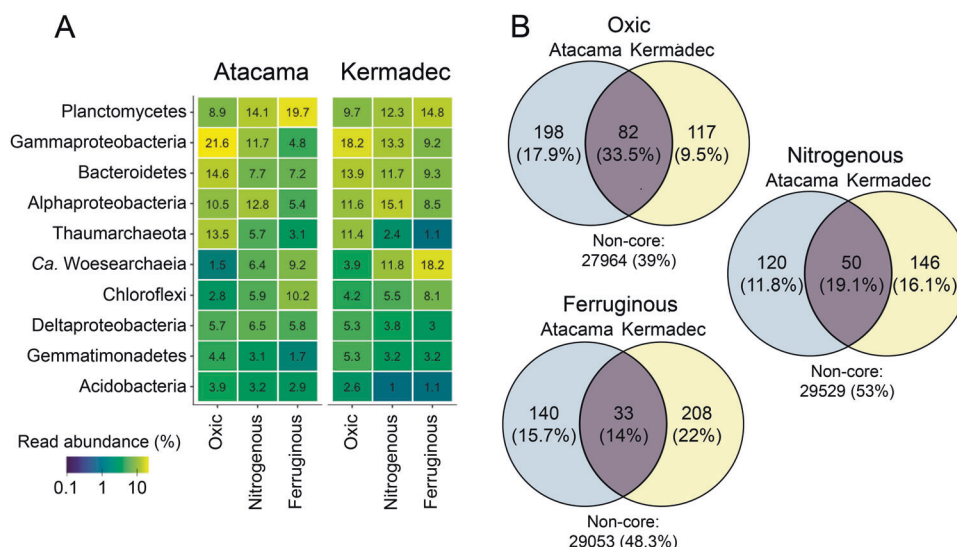 A
Atacama Kermadec
Planctomycetes 8.9 14.1 19.7 9.7 12.3 14.8
Gammaproteobacteria 21.6 11.7 4.8 18.2 13.3 9.2
Bacteroidetes 14.6 7.7 7.2 13.9 11.7 9.3
Alphaproteobacteria 10.5 12.8 5.4 11.6 15.1 8.5
Thaumarchaeota 13.5 5.7 3.1 11.4 2.4 1.1
Ca. Woesearchaeia 1.5 6.4 9.2 3.9 11.8 18.2
Chloroflexi 2.8 5.9 10.2 4.2 5.5 8.1
Deltaproteobacteria 5.7 6.5 5.8 5.3 3.8 3
Gemmatimonadetes 4.4 3.1 1.7 5.3 3.2 3.2
Acidobacteria 3.9 3.2 2.9 2.6 1 1.1
Oxic Nitrogenous Ferruginous Oxic Nitrogenous Ferruginous
Read abundance (%)
0.1 1 10
B
Oxic
Atacama Kermadec
198 82 117
(17.9%) (33.5%) (9.5%)
Non-core:
27964 (39%)
Nitrogenous
Atacama Kermadec
120 50 146
(11.8%) (19.1%) (16.1%)
Non-core:
29529 (53%)
Ferruginous
Atacama Kermadec
140 33 208
(15.7%) (14%) (22%)
Non-core:
29053 (48.3%)